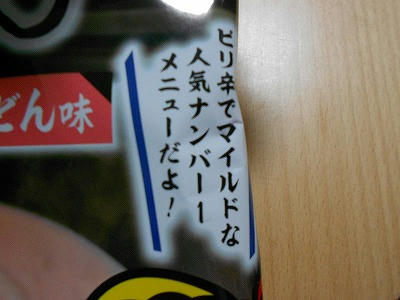 ピリ辛でマイルドな
人気ナンバー1
メニューだよ!
どん味